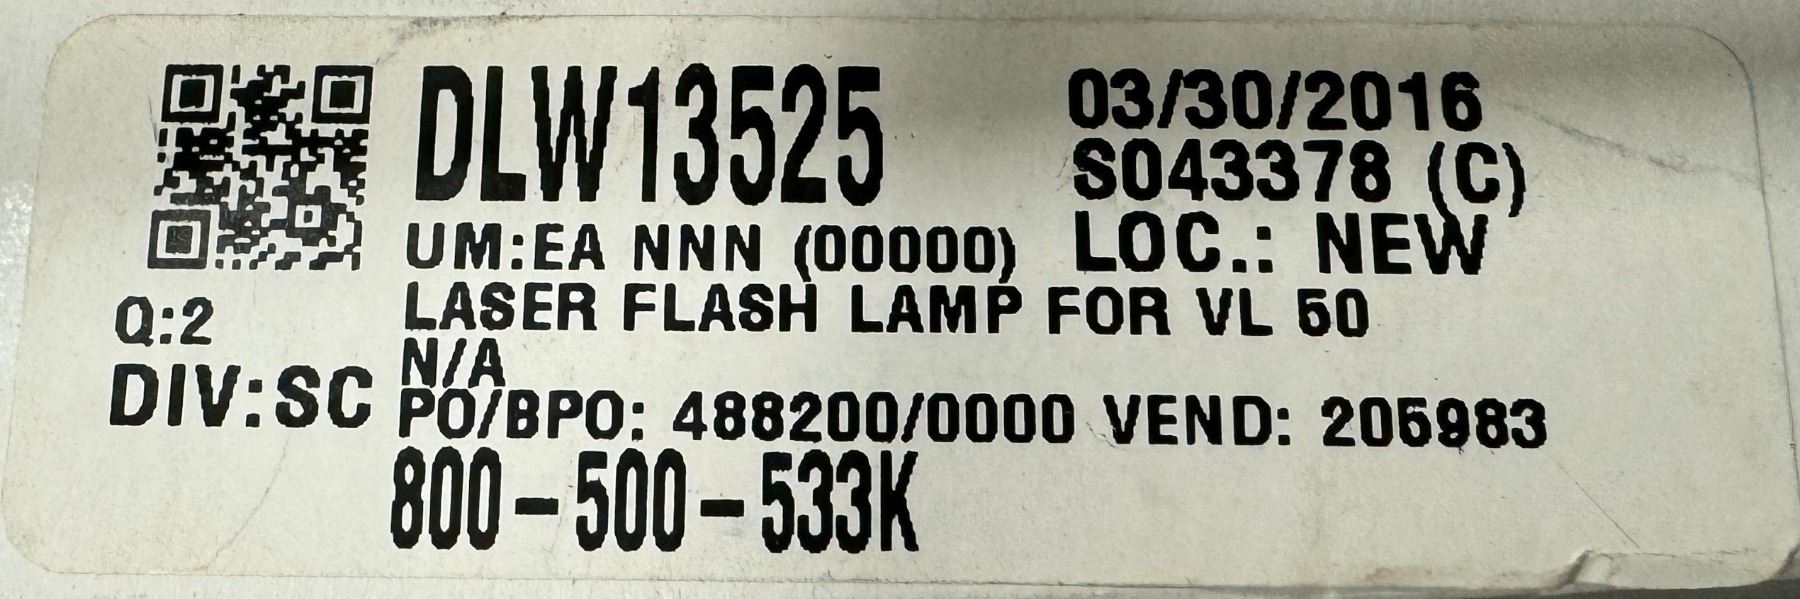 DLW13525
03/30/2016
S043378 (C)
UM:EA NNN (00000)
LOC.: NEW
LASER FLASH LAMP FOR VL 50
Q:2
N/A
DIV:SC
PO/BPO: 488200/0000 VEND: 205983
800-500-533K